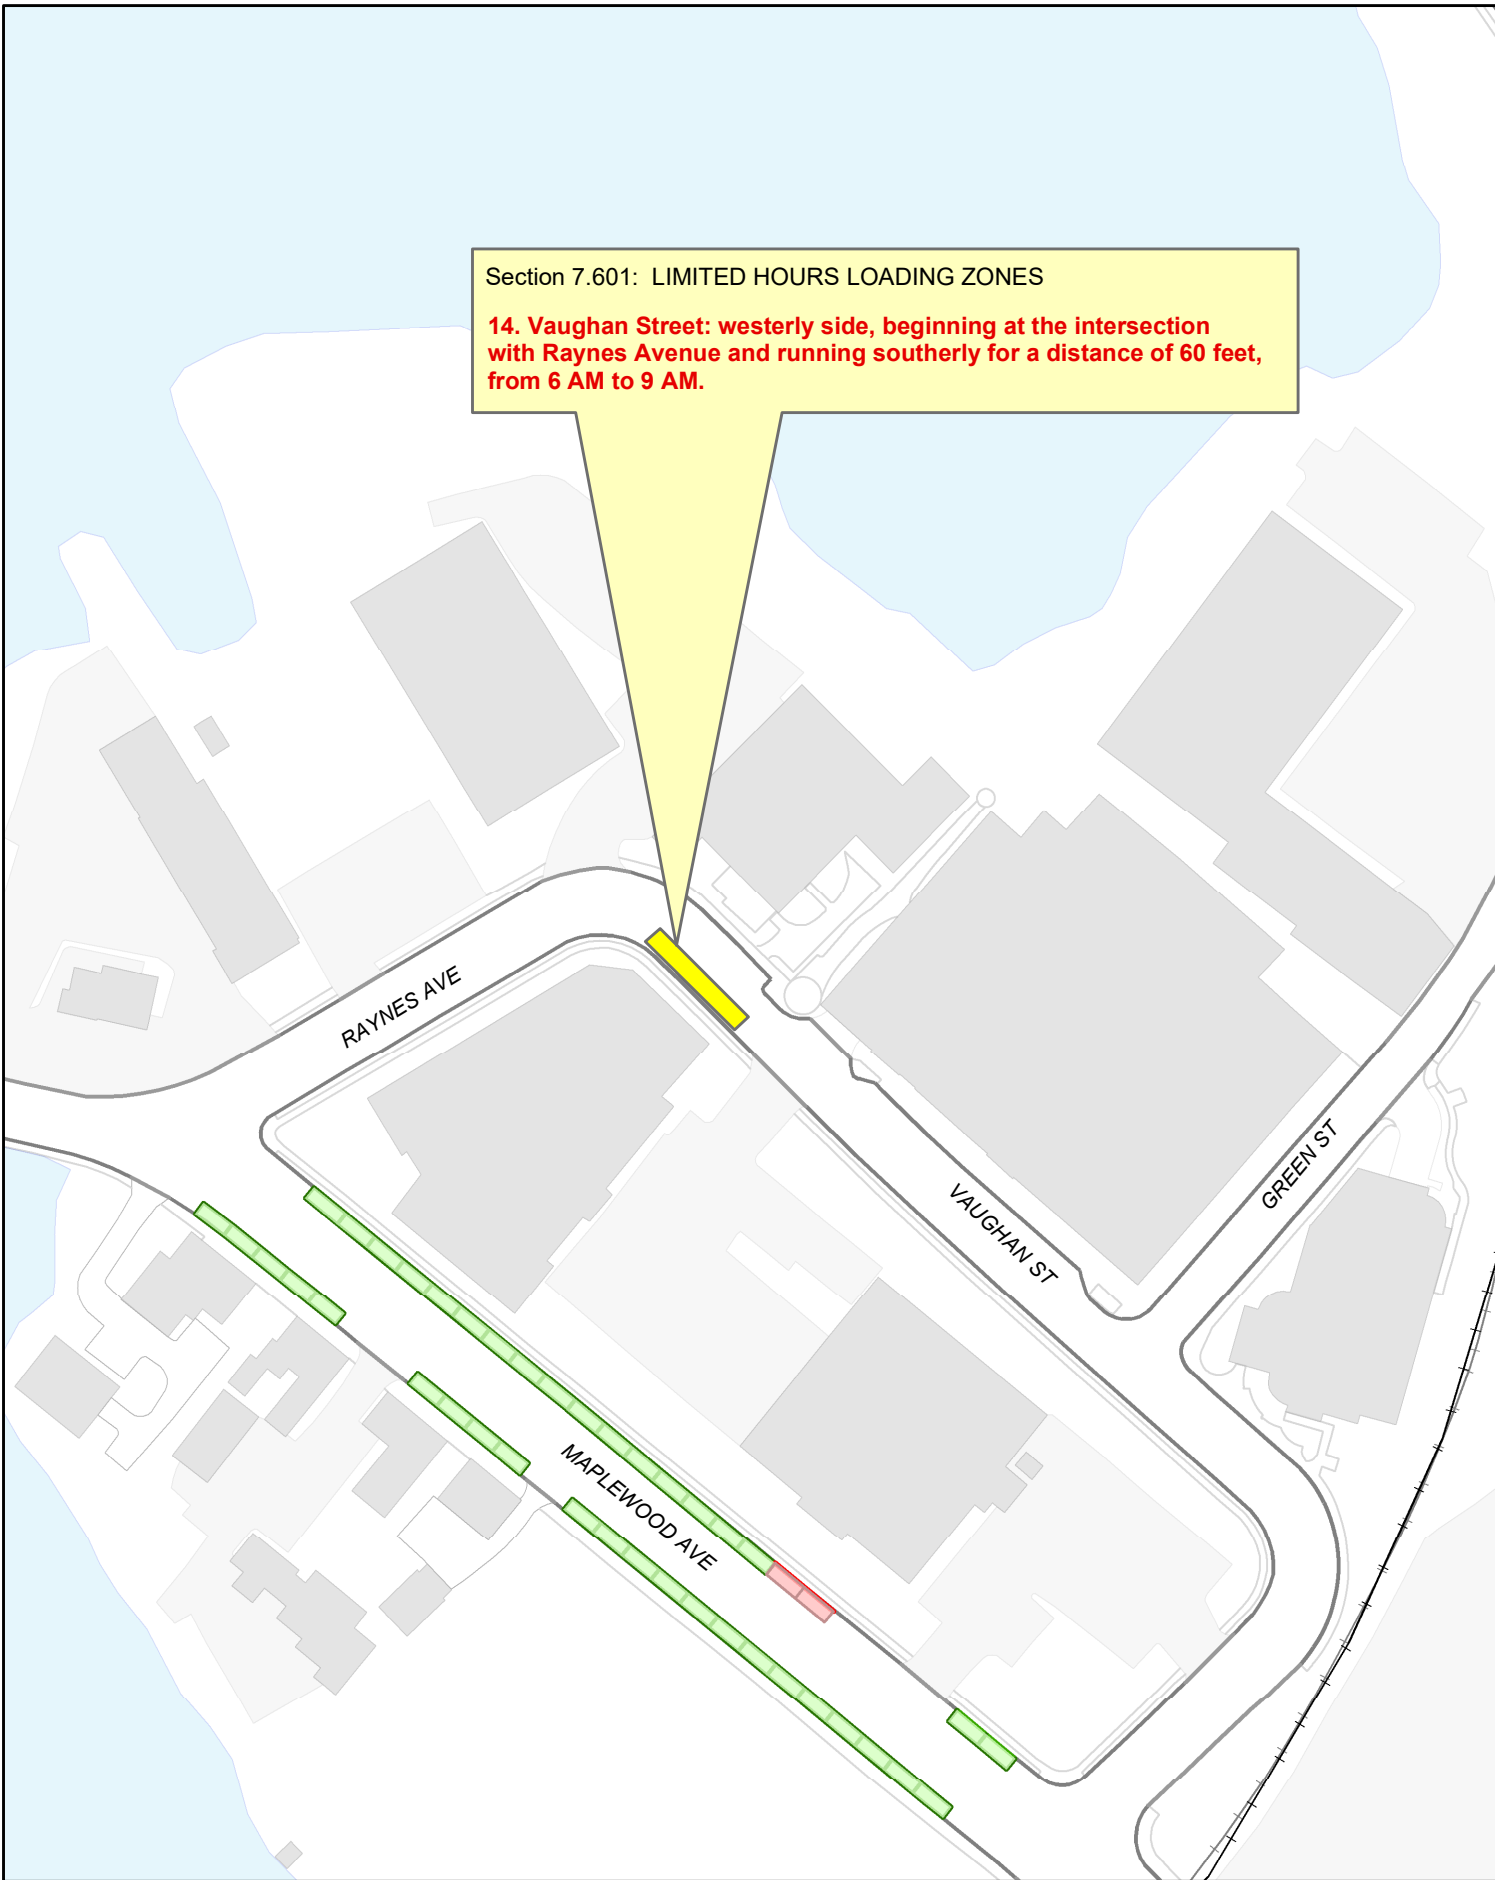 Section 7.601:  LIMITED HOURS LOADING ZONES
14. Vaughan Street: westerly side, beginning at the intersection
with Raynes Avenue and running southerly for a distance of 60 feet,
from 6 AM to 9 AM.
RAYNES AVE
VAUGHAN ST
GREEN ST
MAPLEWOOD AVE